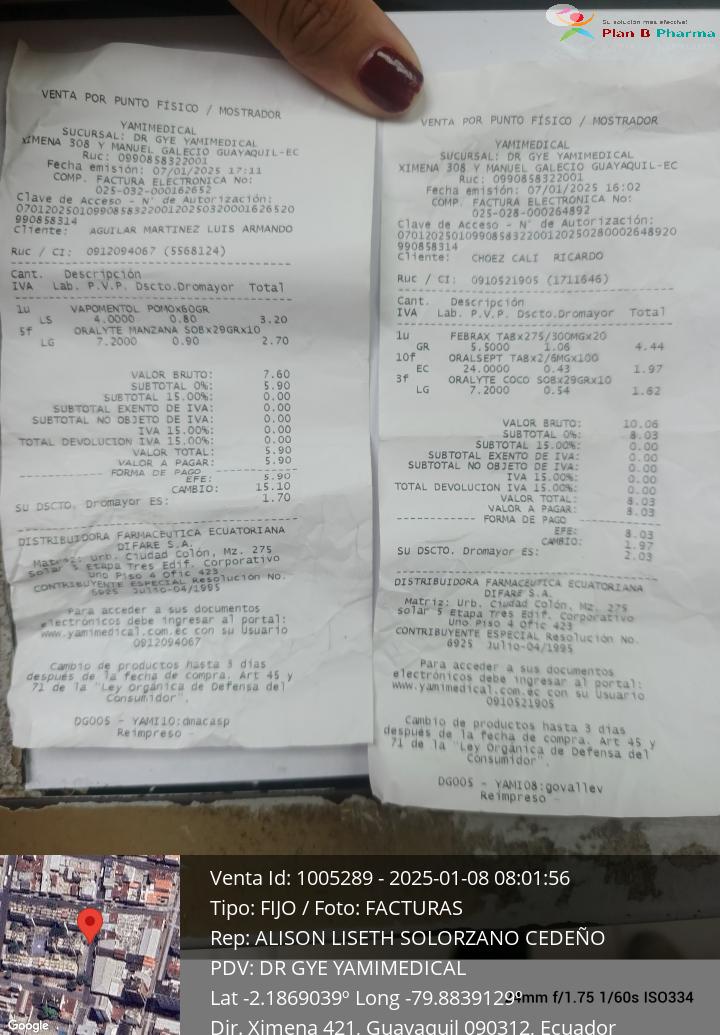 Su solución mas efectiva!
Plan B Pharma
VENTA POR PUNTO FÍSICO / MOSTRADOR
YAMIMEDICAL
SUCURSAL: DR GYE YAMIMEDICAL
XIMENA 308 Y MANUEL GALECIO GUAYAQUIL-EC
Ruc: 0990858322001
Fecha emisión: 07/01/2025 17:11
COMP. FACTURA ELECTRONICA No:
025-032-000162652
Clave de Acceso - N° de Autorización:
070120250109908583220012025032000162652​0
990858314
Cliente: AGUILAR MARTINEZ LUIS ARMANDO
Ruc / CI: 0912094067 (5568124)
Cant. Descripción
IVA Lab. P.V.P. Dscto.Dromayor Total
1u VAPOMENTOL POMOx60GR
LS 4.0000 0.80 3.20
5f ORALYTE MANZANA SOBx29GRx10
LG 7.2000 0.90 2.70
VALOR BRUTO: 7.60
SUBTOTAL 0%: 5.90
SUBTOTAL 15.00%: 0.00
SUBTOTAL EXENTO DE IVA: 0.00
SUBTOTAL NO OBJETO DE IVA: 0.00
IVA 15.00%: 0.00
TOTAL DEVOLUCION IVA 15.00%: 0.00
VALOR TOTAL: 5.90
VALOR A PAGAR: 5.90
FORMA DE PAGO
EFE: 5.90
CAMBIO: 15.10
SU DSCTO. Dromayor ES: 1.70
DISTRIBUIDORA FARMACEUTICA ECUATORIANA
DIFARE S.A.
Matriz: Urb. Ciudad Colón, Mz. 275
solar 5 Etapa Tres Edif. Corporativo
Uno Piso 4 Ofic 423
CONTRIBUYENTE ESPECIAL Resolución No.
6925 Julio-04/1995
Para acceder a sus documentos
electrónicos debe ingresar al portal:
www.yamimedical.com.ec con su Usuario
0912094067
Cambio de productos hasta 3 días
después de la fecha de compra. Art 45 y
71 de la "Ley Orgánica de Defensa del
Consumidor".
DG005 - YAMI10:dmacasp
Reimpreso -
VENTA POR PUNTO FÍSICO / MOSTRADOR
YAMIMEDICAL
SUCURSAL: DR GYE YAMIMEDICAL
XIMENA 308 Y MANUEL GALECIO GUAYAQUIL-EC
Ruc: 0990858322001
Fecha emisión: 07/01/2025 16:02
COMP. FACTURA ELECTRONICA No:
025-028-000264892
Clave de Acceso - N° de Autorización:
0701202501099085832200120250280002648920
990858314
Cliente: CHOEZ CALI RICARDO
Ruc / CI: 0910521905 (1711646)
Cant. Descripción
IVA Lab. P.V.P. Dscto.Dromayor Total
1u FEBRAX TABx275/300MGx20
GR 5.5000 1.06 4.44
10f ORALSEPT TABx2/6MGx100
EC 24.0000 0.43 1.97
3f ORALYTE COCO SOBx29GRx10
LG 7.2000 0.54 1.62
VALOR BRUTO: 10.06
SUBTOTAL 0%: 8.03
SUBTOTAL 15.00%: 0.00
SUBTOTAL EXENTO DE IVA: 0.00
SUBTOTAL NO OBJETO DE IVA: 0.00
IVA 15.00%: 0.00
TOTAL DEVOLUCION IVA 15.00%: 0.00
VALOR TOTAL: 8.03
VALOR A PAGAR: 8.03
FORMA DE PAGO
EFE: 8.03
CAMBIO: 1.97
SU DSCTO. Dromayor ES: 2.03
DISTRIBUIDORA FARMACEUTICA ECUATORIANA
DIFARE S.A.
Matriz: Urb. Ciudad Colón, Mz. 275
solar 5 Etapa Tres Edif. Corporativo
Uno Piso 4 Ofic 423
CONTRIBUYENTE ESPECIAL Resolución No.
6925 Julio-04/1995
Para acceder a sus documentos
electrónicos debe ingresar al portal:
www.yamimedical.com.ec con su Usuario
0910521905
Cambio de productos hasta 3 días
después de la fecha de compra. Art 45 y
71 de la "Ley Orgánica de Defensa del
Consumidor".
DG005 - YAMI08:govallev
Reimpreso -
Venta Id: 1005289 - 2025-01-08 08:01:56
Tipo: FIJO / Foto: FACTURAS
Rep: ALISON LISETH SOLORZANO CEDEÑO
PDV: DR GYE YAMIMEDICAL
Lat -2.1869039º Long
mm f/1.75 1/60s ISO334
Dir. Ximena 421, Guayaquil 090312, Ecuador
Google